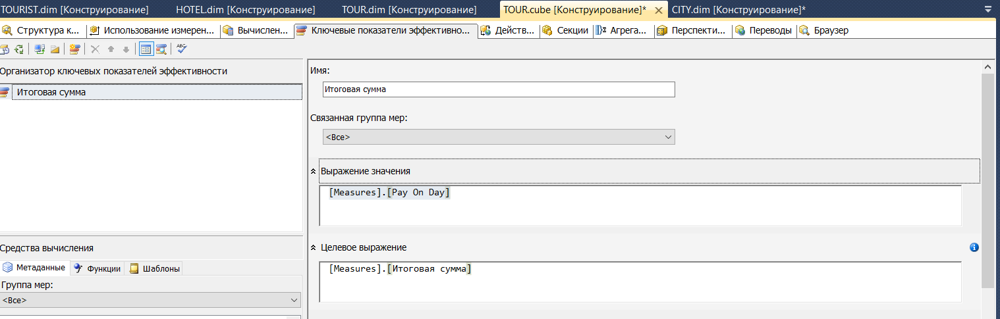 TOURIST.dim [Конструирование]
HOTEL.dim [Конструирование]
TOUR.dim [Конструирование]
TOUR.cube [Конструирование]*
CITY.dim [Конструирование]*
Структура к...
Использование измерен...
Вычислен...
Ключевые показатели эффективно...
Действ...
Секции
Агрега...
Перспекти...
Переводы
Браузер
ABC
Организатор ключевых показателей эффективности
Итоговая сумма
Имя:
Итоговая сумма
Связанная группа мер:
<Все>
Выражение значения
[Measures].[Pay On Day]
Целевое выражение
[Measures].[Итоговая сумма]
Средства вычисления
Метаданные
Функции
Шаблоны
Группа мер:
<Все>